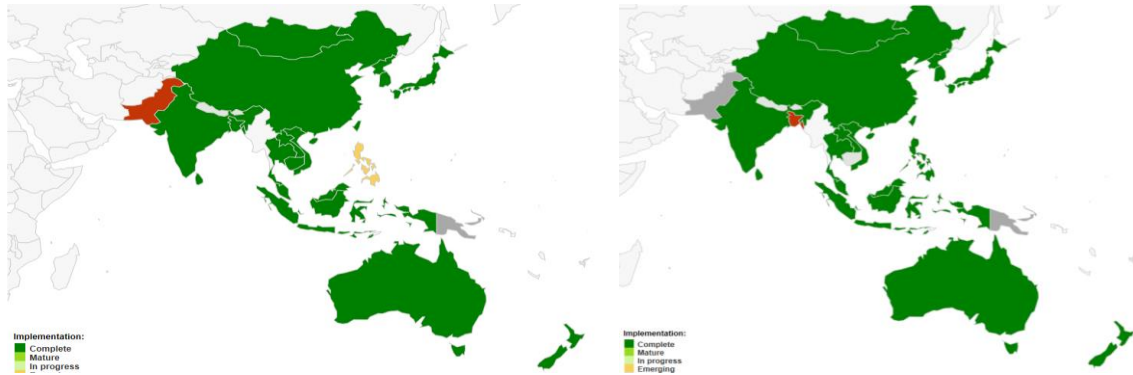 Implementation:
Complete
Mature
In progress
Implementation:
Complete
Mature
In progress
Emerging